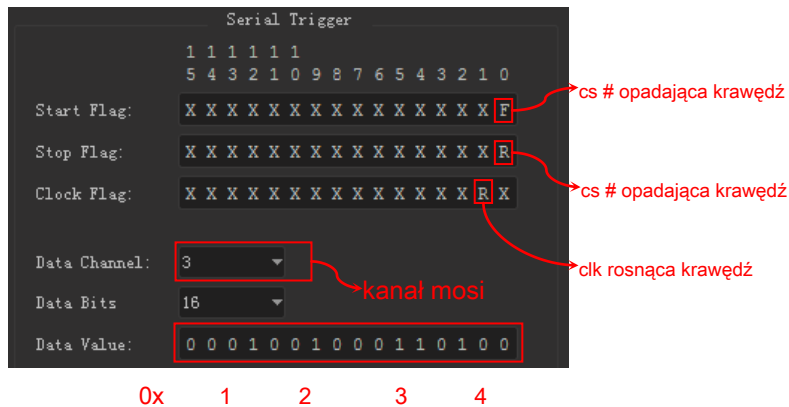 Serial Trigger
1 1 1 1 1 1
5 4 3 2 1 0 9 8 7 6 5 4 3 2 1 0
Start Flag: X X X X X X X X X X X X X X X F
cs # opadająca krawędź
Stop Flag: X X X X X X X X X X X X X X X R
cs # opadająca krawędź
Clock Flag: X X X X X X X X X X X X X X R X
clk rosnąca krawędź
Data Channel: 3
kanał mosi
Data Bits 16
Data Value: 0 0 0 1 0 0 1 0 0 0 1 1 0 1 0 0
0x 1 2 3 4